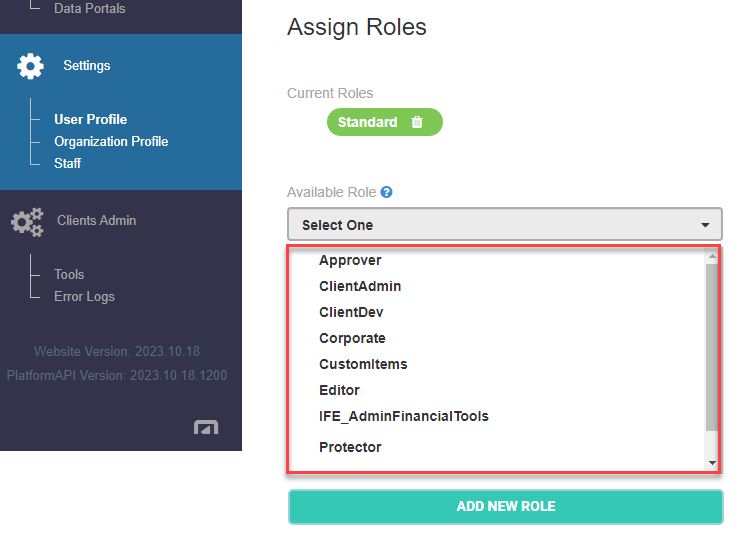 Data Portals
Settings
User Profile
Organization Profile
Staff
Clients Admin
Tools
Error Logs
Website Version: 2023.10.18
PlatformAPI Version: 2023.10.18.1200
Assign Roles
Current Roles
Standard
Available Role ?
Select One
Approver
ClientAdmin
ClientDev
Corporate
CustomItems
Editor
IFE_AdminFinancialTools
Protector
ADD NEW ROLE